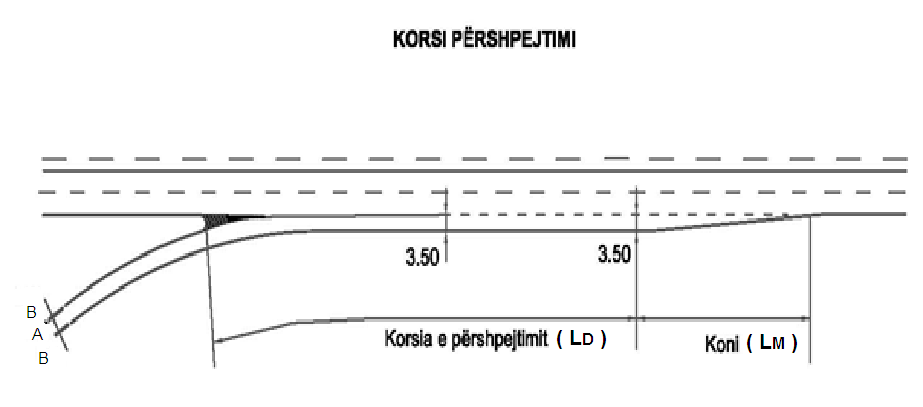 KORSI PËRSHPEJTIMI
3.50
3.50
B
A
B
Korsia e përshpejtimit ( LD )
Koni ( LM )